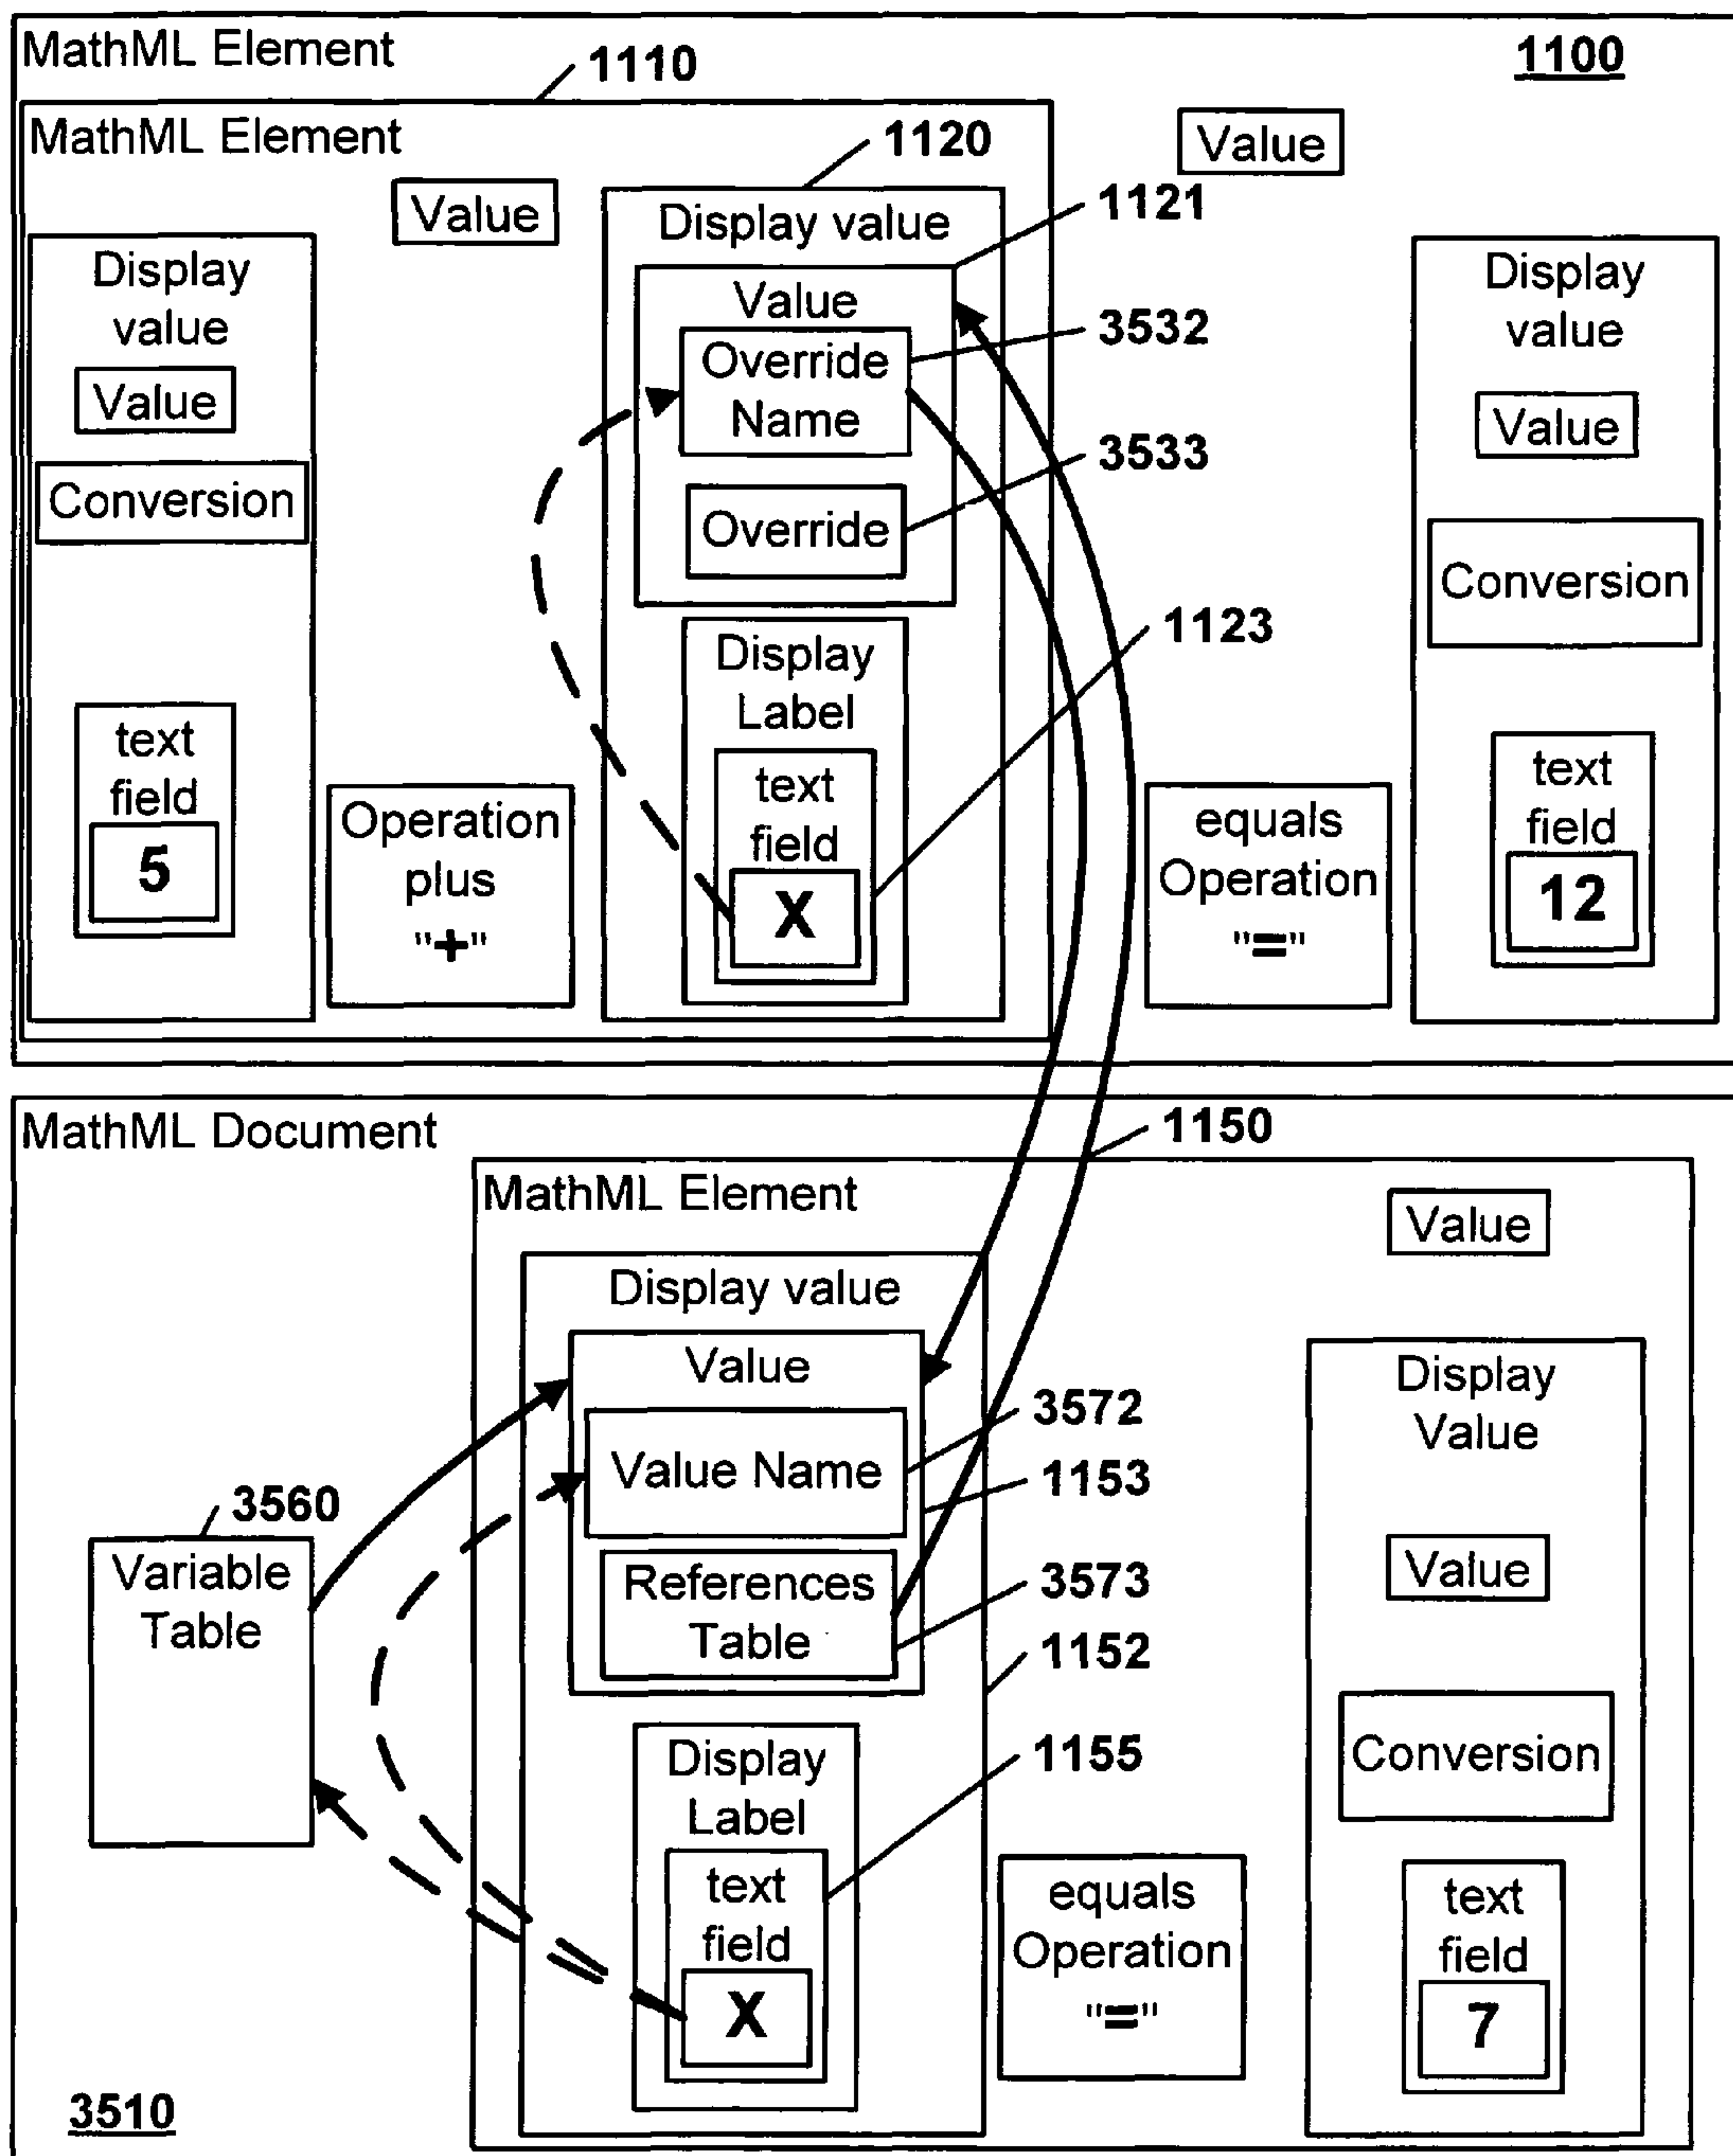 MathML Element
1100
1110
MathML Element
1120
Value
Value
1121
Display value
Display
value
Value
Conversion
text
field
5
Operation
plus
"+"
Value
Override
Name
3532
Override
3533
Display
Label
text
field
X
1123
equals
Operation
"="
Display
value
Value
Conversion
text
field
12
MathML Document
1150
MathML Element
Value
Display value
Value
Value Name
3572
1153
References
Table
3573
1152
3560
Variable
Table
Display
Label
1155
text
field
X
equals
Operation
"="
Display
Value
Value
Conversion
text
field
7
3510